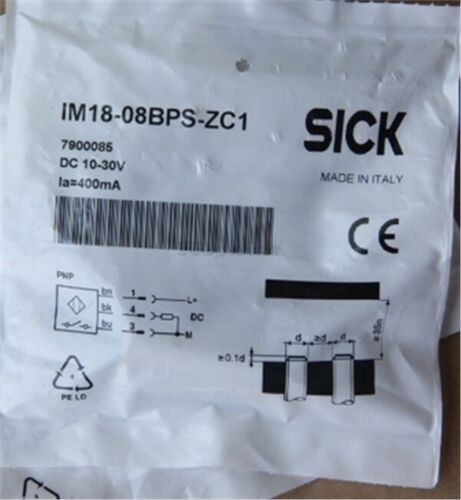 IM18-08BPS-ZC1
7900085
DC 10-30V
Ia=400mA
SICK
MADE IN ITALY
CE
PNP
bn 1 L+
bk 4 DC
bu 3 M
d ≥d d
≥0.1d
≥3Sn
PE LD